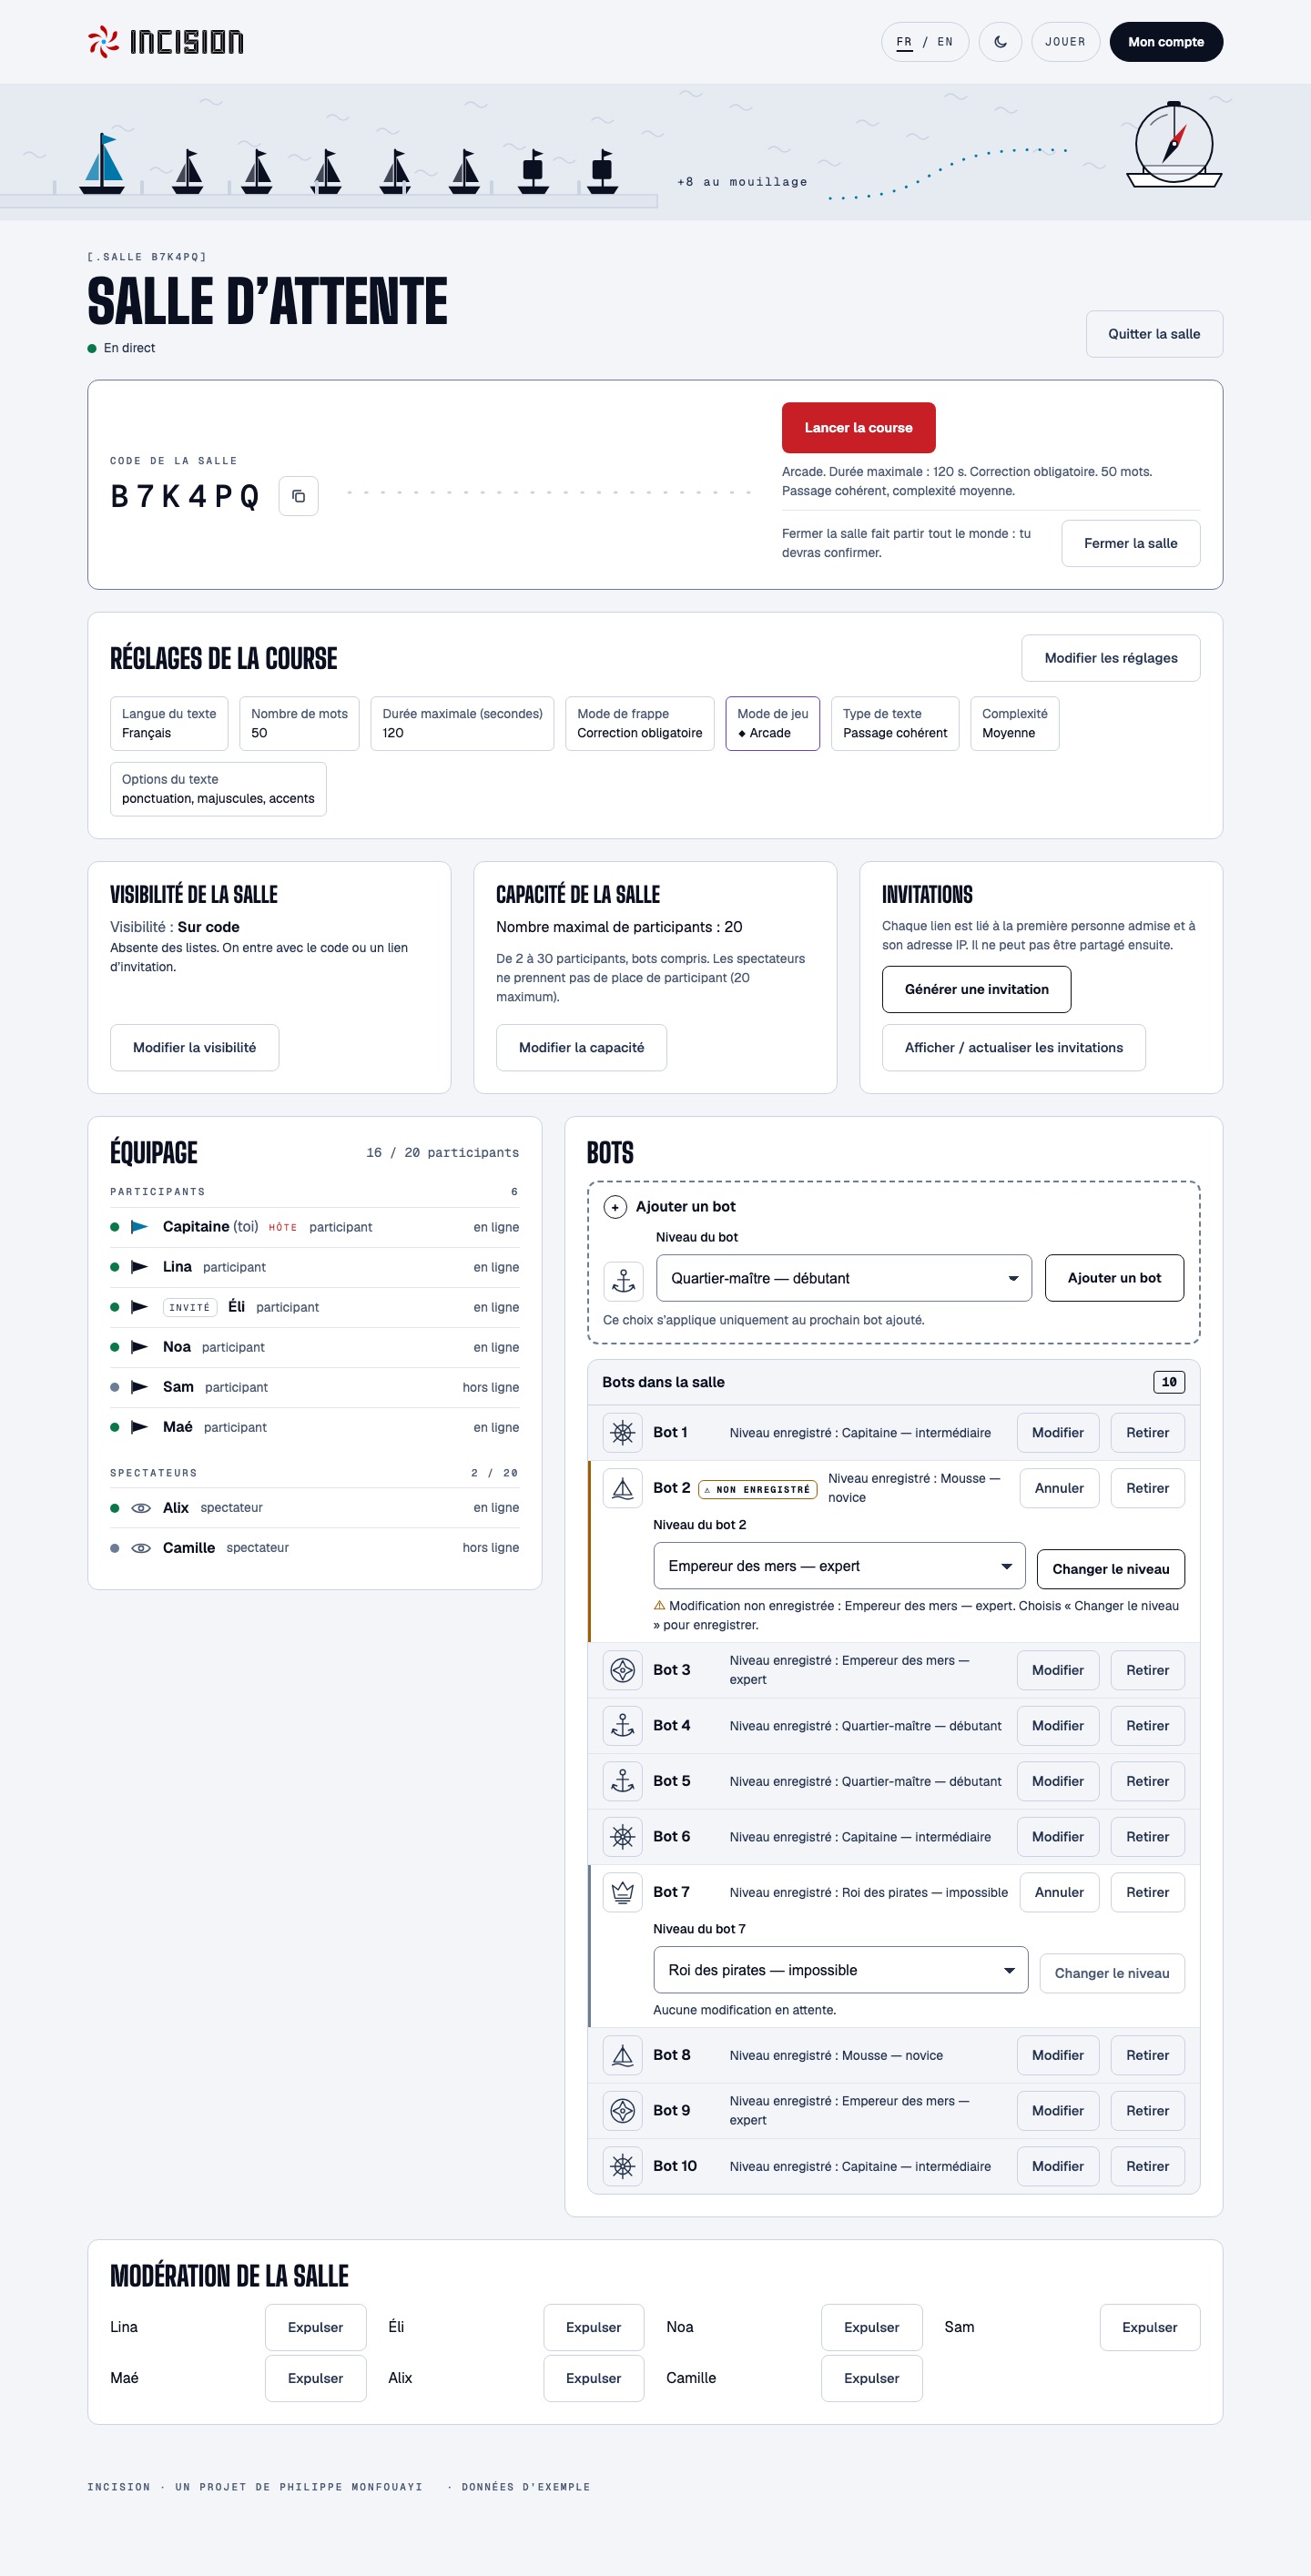 INCISION
FR / EN
JOUER
Mon compte
+8 au mouillage
[.SALLE B7K4PQ]
SALLE D’ATTENTE
En direct
Quitter la salle
CODE DE LA SALLE
B7K4PQ
Lancer la course
Arcade. Durée maximale : 120 s. Correction obligatoire. 50 mots.
Passage cohérent, complexité moyenne.
Fermer la salle fait partir tout le monde : tu
devras confirmer.
Fermer la salle
RÉGLAGES DE LA COURSE
Modifier les réglages
Langue du texte
Français
Nombre de mots
50
Durée maximale (secondes)
120
Mode de frappe
Correction obligatoire
Mode de jeu
◆ Arcade
Type de texte
Passage cohérent
Complexité
Moyenne
Options du texte
ponctuation, majuscules, accents
VISIBILITÉ DE LA SALLE
Visibilité : Sur code
Absente des listes. On entre avec le code ou un lien
d’invitation.
Modifier la visibilité
CAPACITÉ DE LA SALLE
Nombre maximal de participants : 20
De 2 à 30 participants, bots compris. Les spectateurs
ne prennent pas de place de participant (20
maximum).
Modifier la capacité
INVITATIONS
Chaque lien est lié à la première personne admise et à
son adresse IP. Il ne peut pas être partagé ensuite.
Générer une invitation
Afficher / actualiser les invitations
ÉQUIPAGE
16 / 20 participants
PARTICIPANTS 6
Capitaine (toi) HÔTE participant en ligne
Lina participant en ligne
INVITÉ Éli participant en ligne
Noa participant en ligne
Sam participant hors ligne
Maé participant en ligne
SPECTATEURS 2 / 20
Alix spectateur en ligne
Camille spectateur hors ligne
BOTS
+ Ajouter un bot
Niveau du bot
Quartier-maître — débutant
Ajouter un bot
Ce choix s’applique uniquement au prochain bot ajouté.
Bots dans la salle 10
Bot 1 Niveau enregistré : Capitaine — intermédiaire Modifier Retirer
Bot 2 ⚠ NON ENREGISTRÉ Niveau enregistré : Mousse —
novice
Annuler Retirer
Niveau du bot 2
Empereur des mers — expert
Changer le niveau
⚠ Modification non enregistrée : Empereur des mers — expert. Choisis « Changer le niveau
» pour enregistrer.
Bot 3 Niveau enregistré : Empereur des mers —
expert
Modifier Retirer
Bot 4 Niveau enregistré : Quartier-maître — débutant Modifier Retirer
Bot 5 Niveau enregistré : Quartier-maître — débutant Modifier Retirer
Bot 6 Niveau enregistré : Capitaine — intermédiaire Modifier Retirer
Bot 7 Niveau enregistré : Roi des pirates — impossible Annuler Retirer
Niveau du bot 7
Roi des pirates — impossible
Changer le niveau
Aucune modification en attente.
Bot 8 Niveau enregistré : Mousse — novice Modifier Retirer
Bot 9 Niveau enregistré : Empereur des mers —
expert
Modifier Retirer
Bot 10 Niveau enregistré : Capitaine — intermédiaire Modifier Retirer
MODÉRATION DE LA SALLE
Lina Expulser Éli Expulser Noa Expulser Sam Expulser
Maé Expulser Alix Expulser Camille Expulser
INCISION · UN PROJET DE PHILIPPE MONFOUAYI · DONNÉES D’EXEMPLE